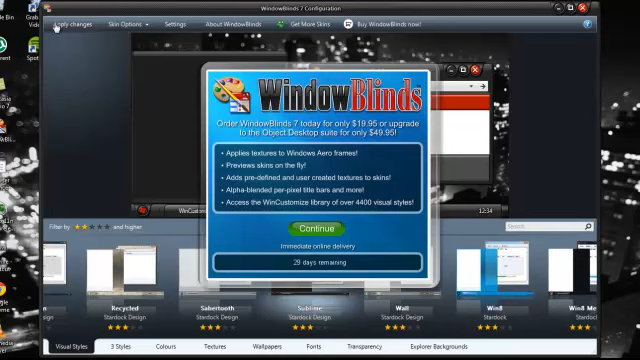 WindowBlinds 7 Configuration
Apply changes
Skin Options
Settings
About WindowBlinds
Get More Skins
Buy WindowBlinds now!
WindowBlinds
Order WindowBlinds 7 today for only $19.95 or upgrade
to the Object Desktop suite for only $49.95!
• Applies textures to Windows Aero frames!
• Previews skins on the fly!
• Adds pre-defined and user created textures to skins!
• Alpha-blended per-pixel title bars and more!
• Access the WinCustomize library of over 4400 visual styles!
Continue
Immediate online delivery
29 days remaining
12:34
Filter by
and higher
Search
Recycled
Stardock Design
Sabertooth
Stardock Design
Sublime
Stardock Design
Wall
Stardock Design
Win8
Stardock
Win8 Me
Stardock Design
Visual Styles
3 Styles
Colours
Textures
Wallpapers
Fonts
Transparency
Explorer Backgrounds